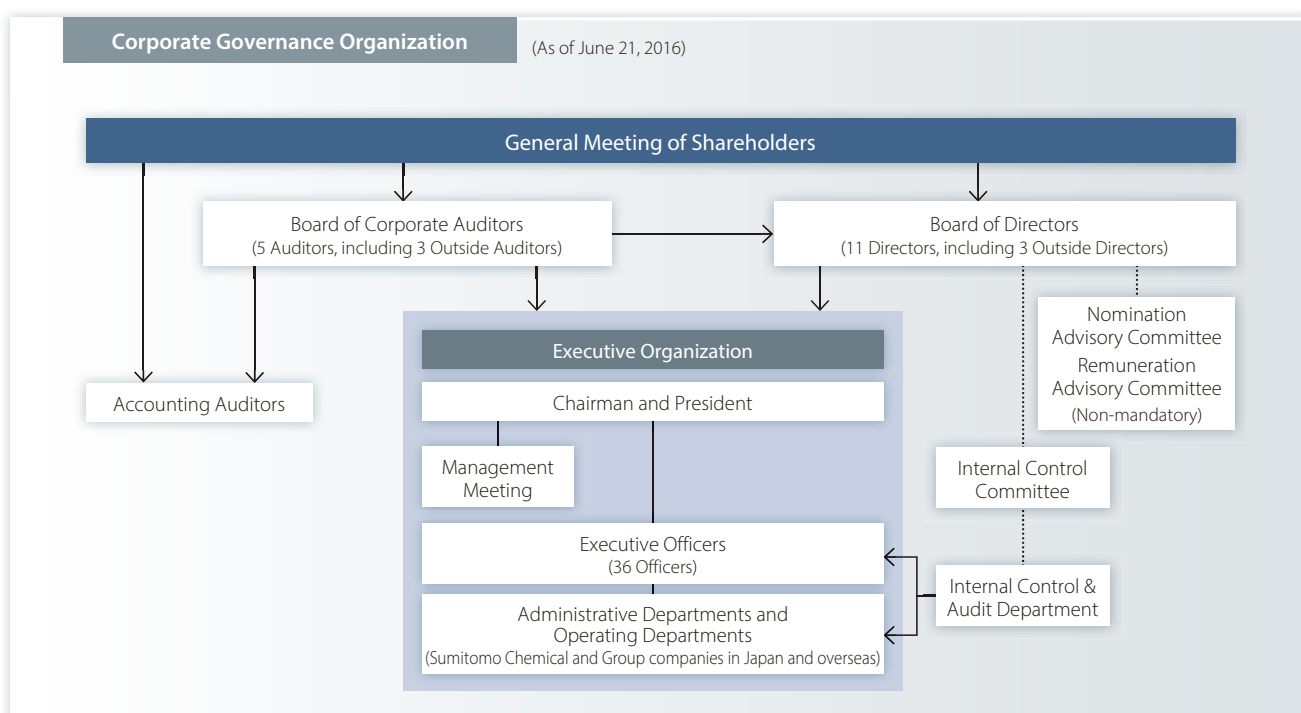 Corporate Governance Organization
(As of June 21, 2016)
General Meeting of Shareholders
Board of Corporate Auditors
(5 Auditors, including 3 Outside Auditors)
Board of Directors
(11 Directors, including 3 Outside Directors)
Nomination
Advisory Committee
Remuneration
Advisory Committee
(Non-mandatory)
Executive Organization
Accounting Auditors
Chairman and President
Management
Meeting
Internal Control
Committee
Executive Officers
(36 Officers)
Internal Control &
Audit Department
Administrative Departments and
Operating Departments
(Sumitomo Chemical and Group companies in Japan and overseas)